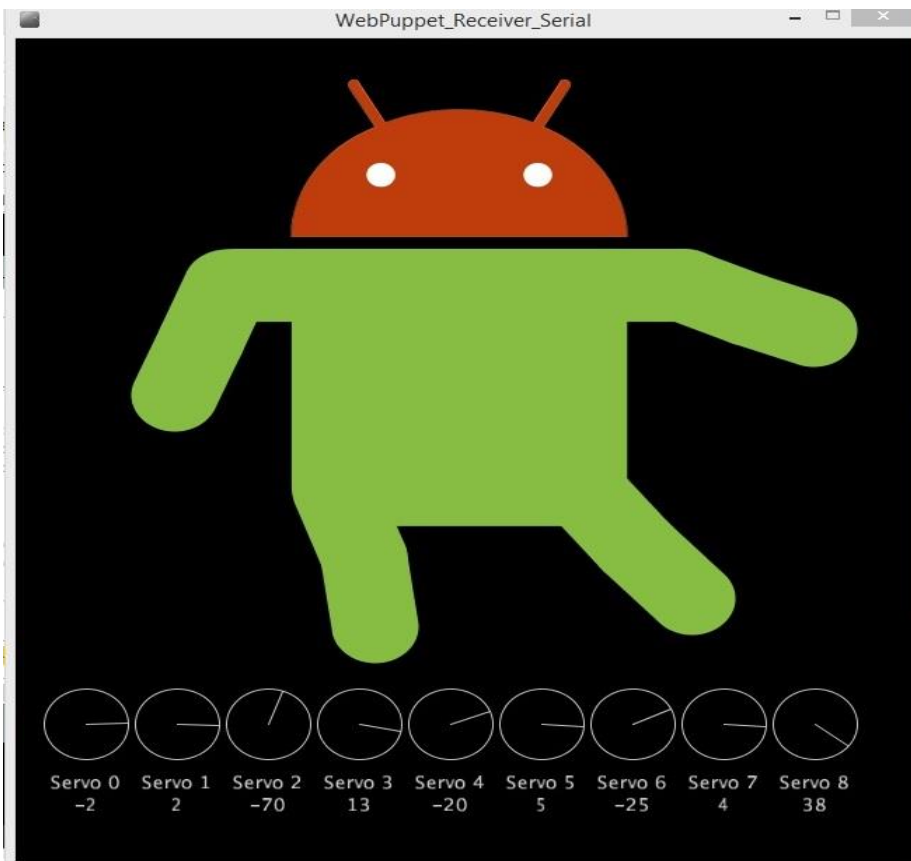 WebPuppet_Receiver_Serial
Servo 0 Servo 1 Servo 2 Servo 3 Servo 4 Servo 5 Servo 6 Servo 7 Servo 8
-2 2 -70 13 -20 5 -25 4 38